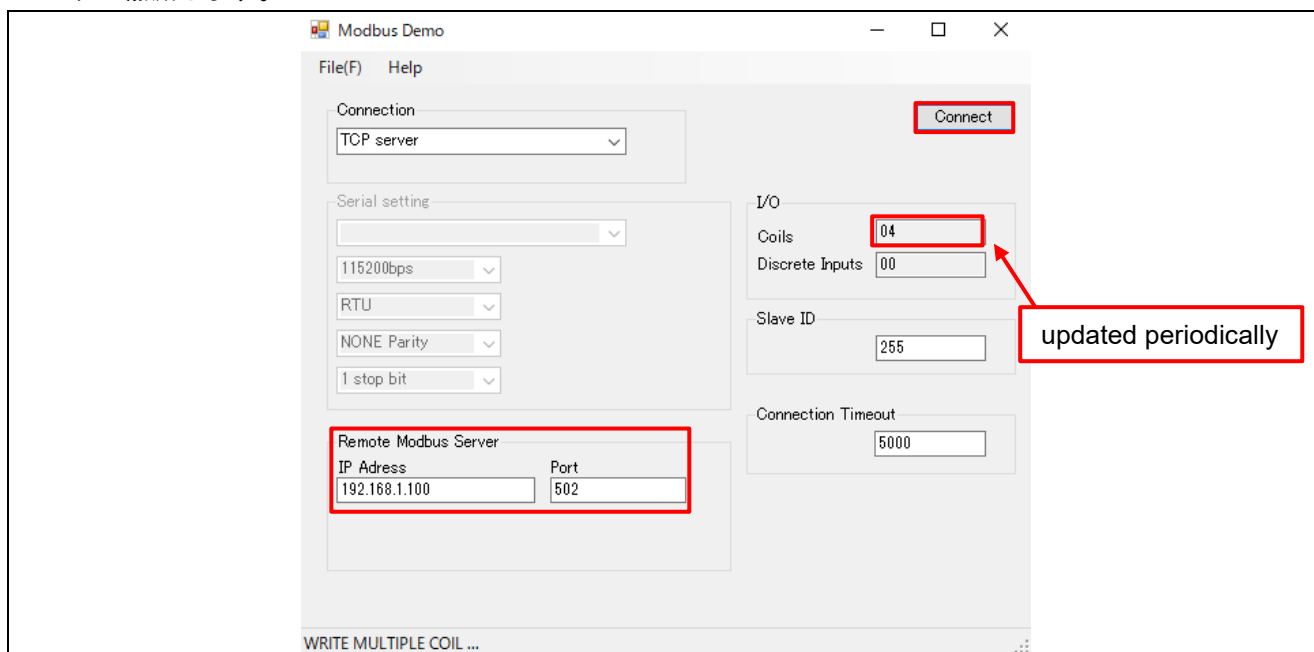 Modbus Demo
File(F) Help
Connection
TCP server
Connect
Serial setting
115200bps
RTU
NONE Parity
1 stop bit
I/O
Coils 04
Discrete Inputs 00
updated periodically
Slave ID
255
Connection Timeout
5000
Remote Modbus Server
IP Adress Port
192.168.1.100 502
WRITE MULTIPLE COIL ...